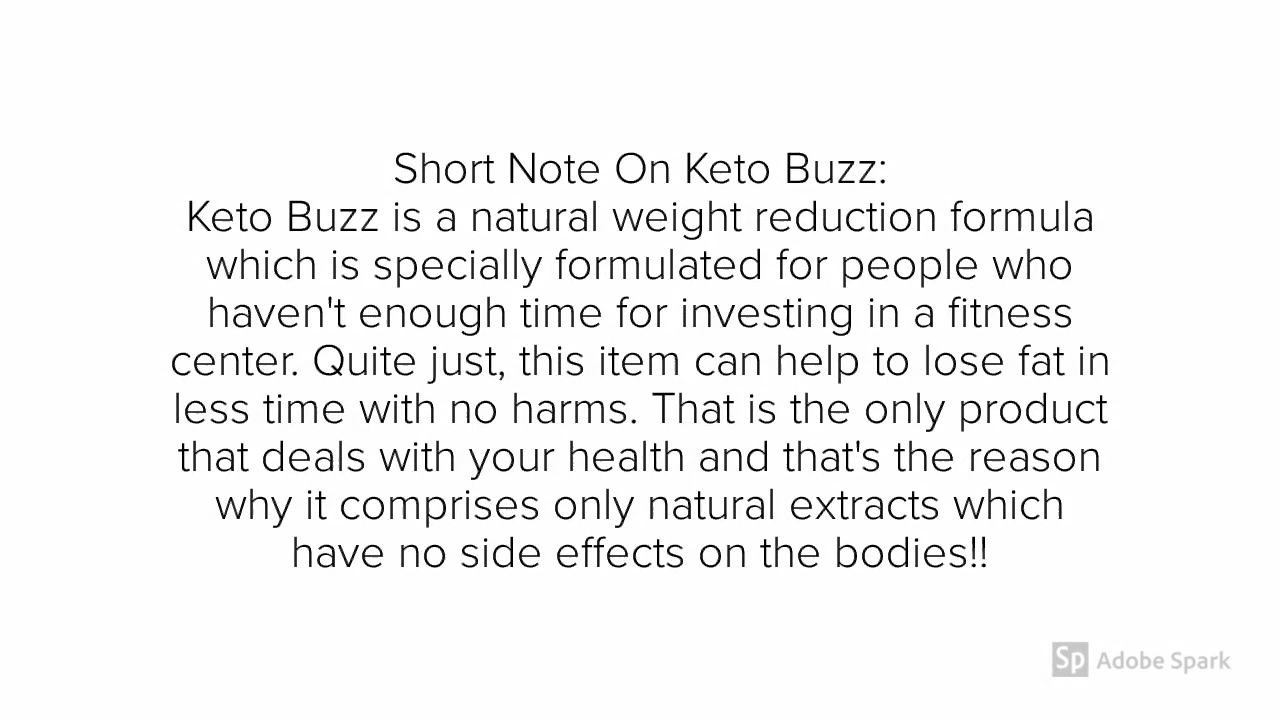 Short Note On Keto Buzz:
Keto Buzz is a natural weight reduction formula
which is specially formulated for people who
haven't enough time for investing in a fitness
center. Quite just, this item can help to lose fat in
less time with no harms. That is the only product
that deals with your health and that's the reason
why it comprises only natural extracts which
have no side effects on the bodies!!
Sp Adobe Spark